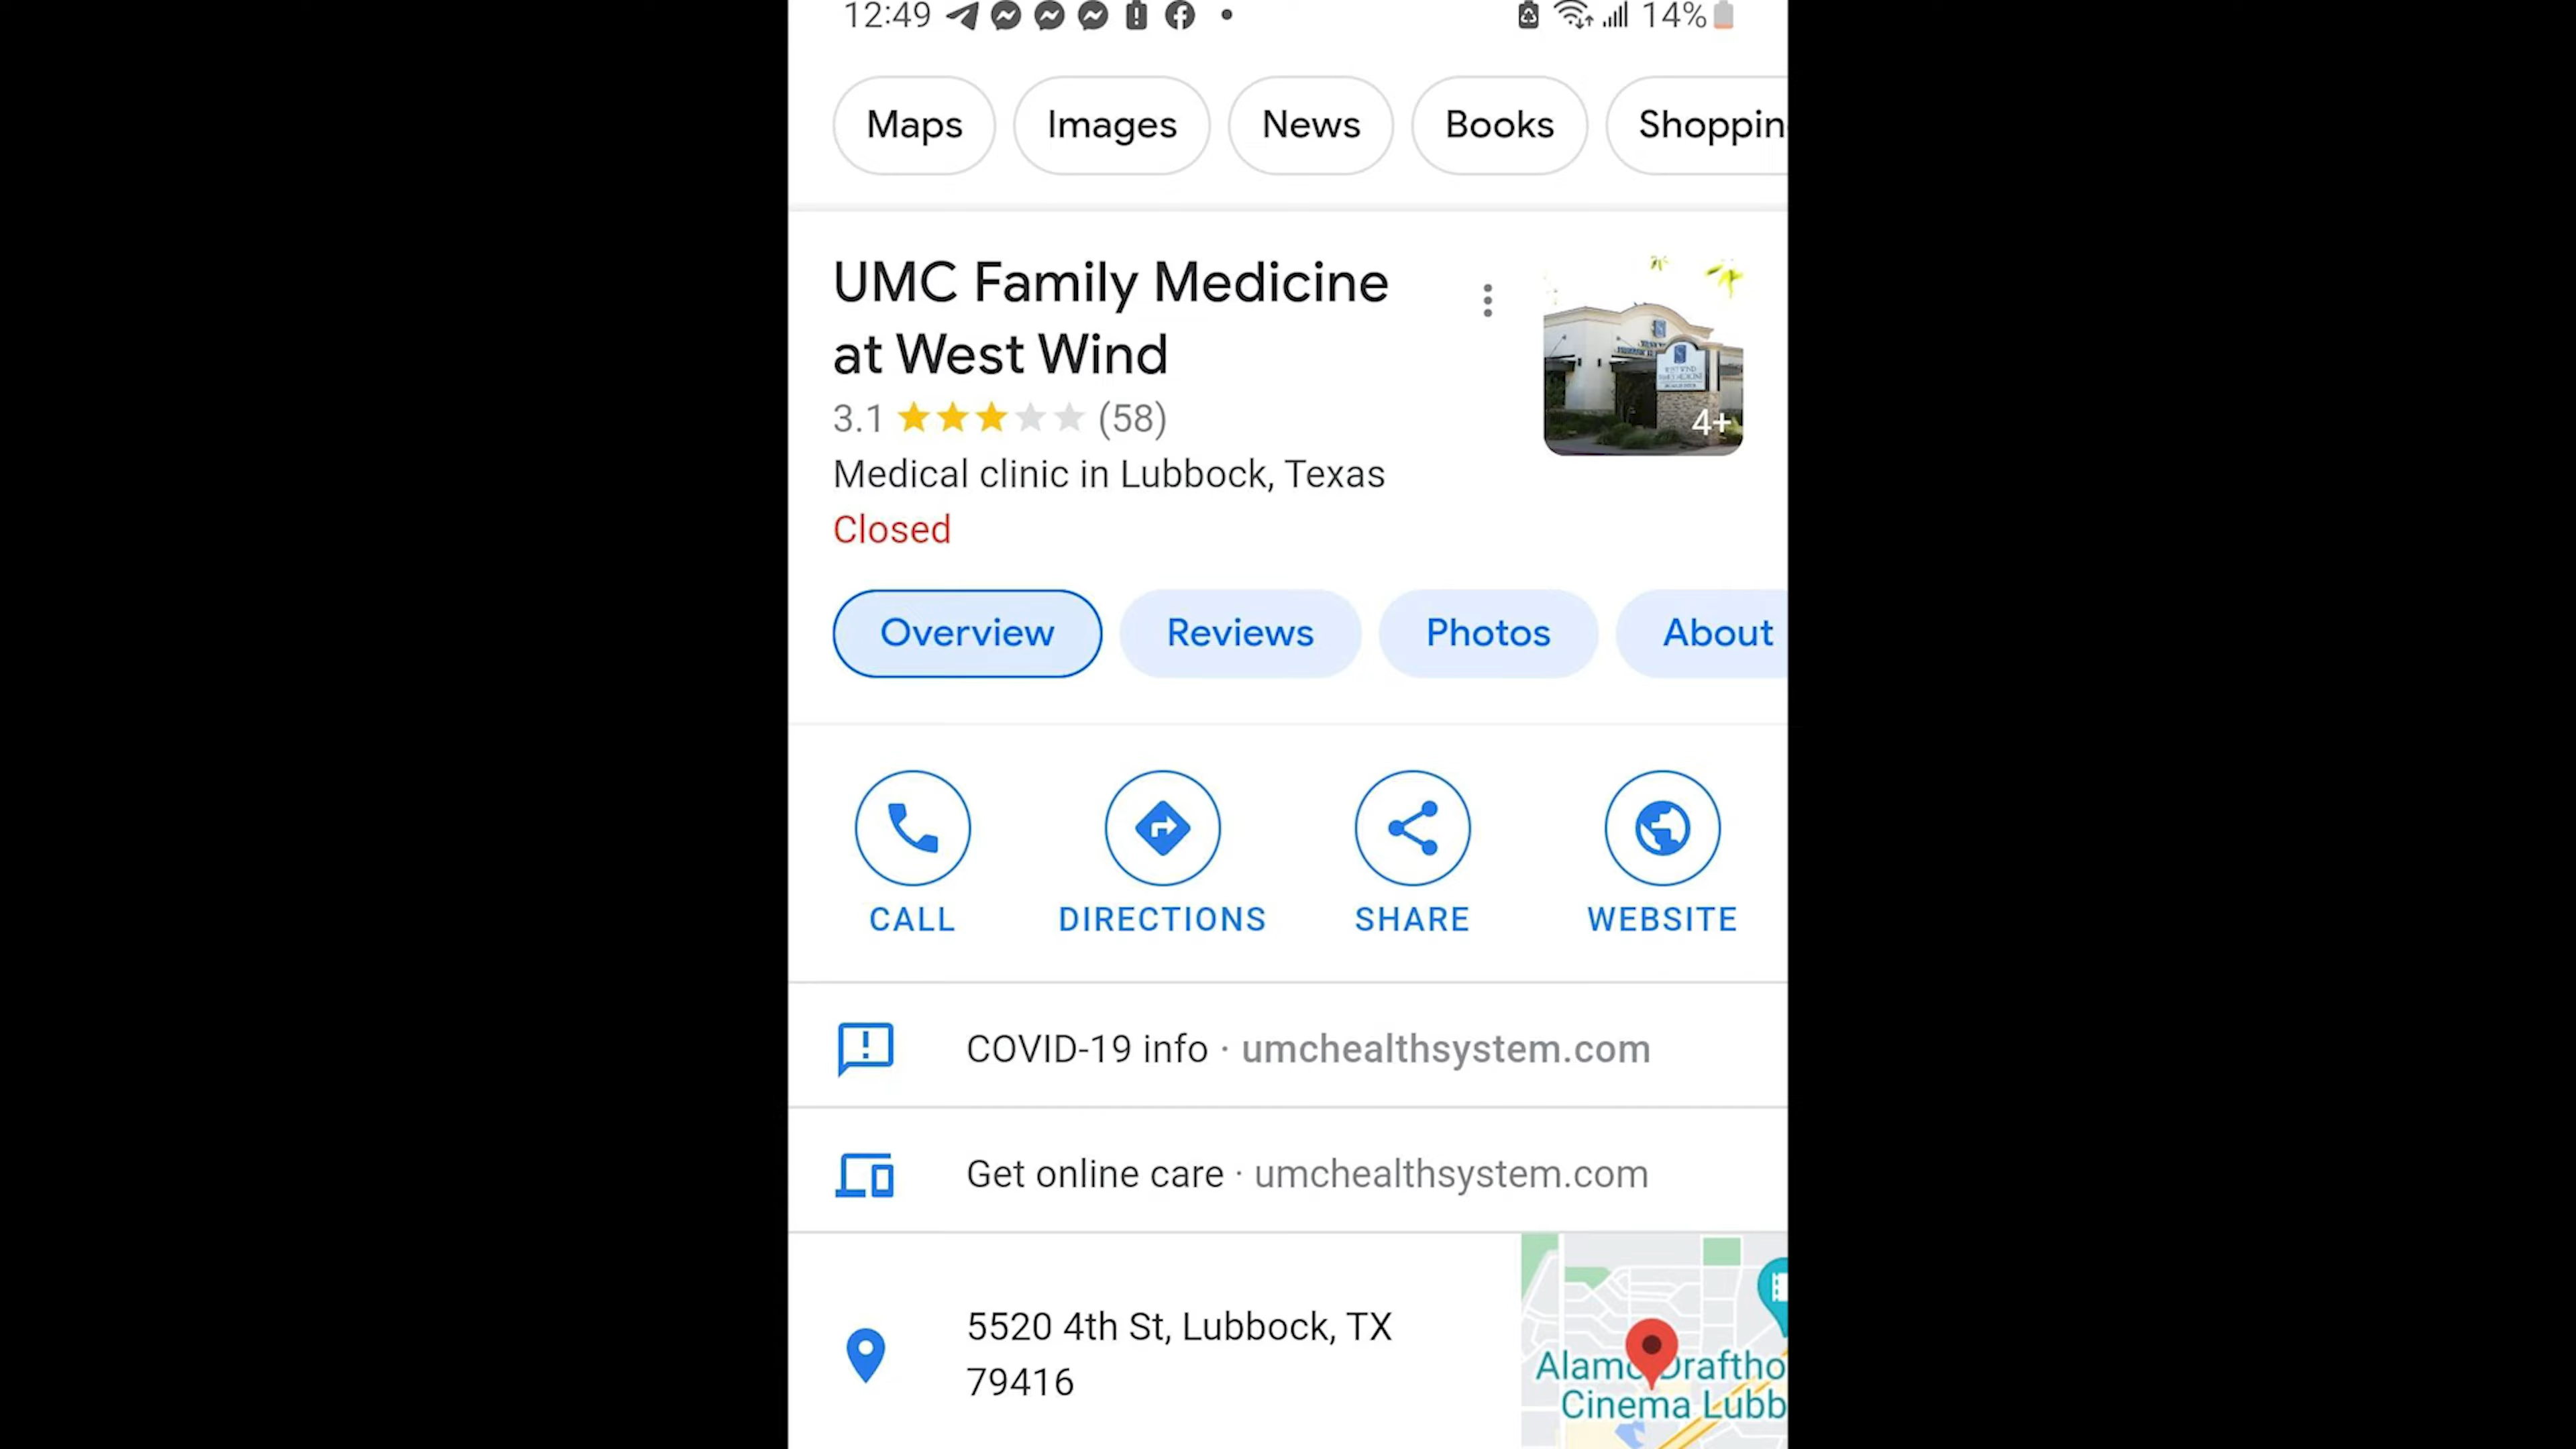 12:49
14%
Maps
Images
News
Books
Shoppin
UMC Family Medicine
at West Wind
3.1 (58)
4+
Medical clinic in Lubbock, Texas
Closed
Overview
Reviews
Photos
About
CALL
DIRECTIONS
SHARE
WEBSITE
COVID-19 info · umchealthsystem.com
Get online care · umchealthsystem.com
5520 4th St, Lubbock, TX
79416
Cinema Lubb